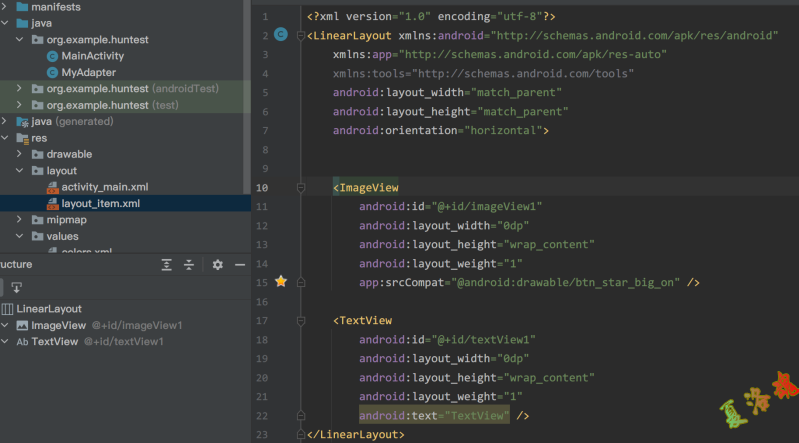 manifests
java
org.example.huntest
MainActivity
MyAdapter
org.example.huntest (androidTest)
org.example.huntest (test)
java (generated)
res
drawable
layout
activity_main.xml
layout_item.xml
mipmap
values
colors.xml
ucture
LinearLayout
ImageView @+id/imageView1
Ab TextView @+id/textView1
1 <?xml version="1.0" encoding="utf-8"?>
2 <LinearLayout xmlns:android="http://schemas.android.com/apk/res/android"
3 xmlns:app="http://schemas.android.com/apk/res-auto"
4 xmlns:tools="http://schemas.android.com/tools"
5 android:layout_width="match_parent"
6 android:layout_height="match_parent"
7 android:orientation="horizontal">
8
9
10 <ImageView
11 android:id="@+id/imageView1"
12 android:layout_width="0dp"
13 android:layout_height="wrap_content"
14 android:layout_weight="1"
15 app:srcCompat="@android:drawable/btn_star_big_on" />
16
17 <TextView
18 android:id="@+id/textView1"
19 android:layout_width="0dp"
20 android:layout_height="wrap_content"
21 android:layout_weight="1"
22 android:text="TextView" />
23 </LinearLayout>